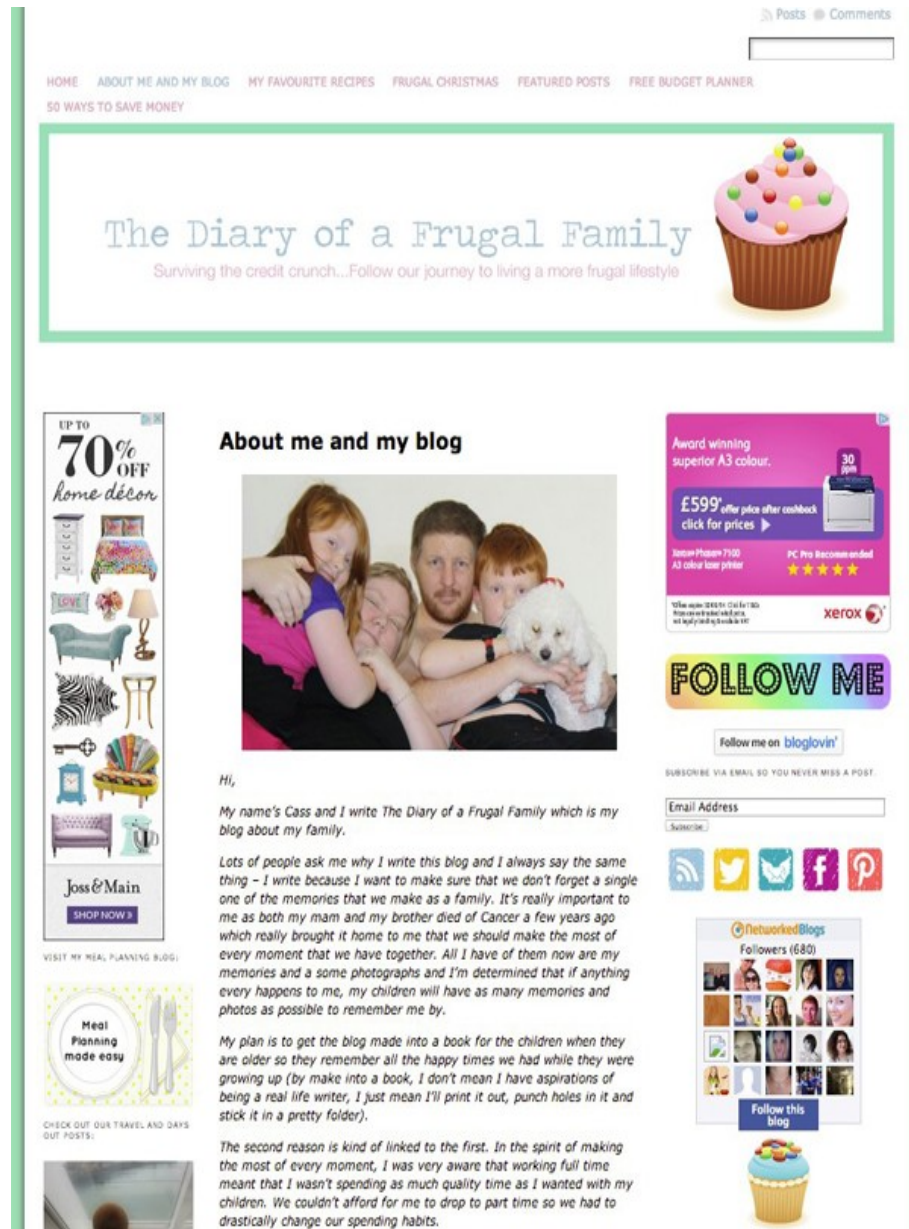 Posts Comments
HOME ABOUT ME AND MY BLOG MY FAVOURITE RECIPES FRUGAL CHRISTMAS FEATURED POSTS FREE BUDGET PLANNER
50 WAYS TO SAVE MONEY
The Diary of a Frugal Family
Surviving the credit crunch...Follow our journey to living a more frugal lifestyle
UP TO
70% OFF
home décor
LOVE
Joss&Main
SHOP NOW »
VISIT MY MEAL PLANNING BLOG:
Meal
Planning
made easy
CHECK OUT OUR TRAVEL AND DAYS
OUT POSTS:
About me and my blog
Hi,
My name's Cass and I write The Diary of a Frugal Family which is my
blog about my family.
Lots of people ask me why I write this blog and I always say the same
thing – I write because I want to make sure that we don't forget a single
one of the memories that we make as a family. It's really important to
me as both my mam and my brother died of Cancer a few years ago
which really brought it home to me that we should make the most of
every moment that we have together. All I have of them now are my
memories and a some photographs and I'm determined that if anything
every happens to me, my children will have as many memories and
photos as possible to remember me by.
My plan is to get the blog made into a book for the children when they
are older so they remember all the happy times we had while they were
growing up (by make into a book, I don't mean I have aspirations of
being a real life writer, I just mean I'll print it out, punch holes in it and
stick it in a pretty folder).
The second reason is kind of linked to the first. In the spirit of making
the most of every moment, I was very aware that working full time
meant that I wasn't spending as much quality time as I wanted with my
children. We couldn't afford for me to drop to part time so we had to
drastically change our spending habits.
Award winning
superior A3 colour.
30
ppm
£599* offer price after cashback
click for prices
Xerox Phaser 7100
A3 colour laser printer
PC Pro Recommended
xerox
FOLLOW ME
Follow me on bloglovin'
SUBSCRIBE VIA EMAIL SO YOU NEVER MISS A POST.
Email Address
Subscribe
NetworkedBlogs
Followers (680)
Follow this
blog